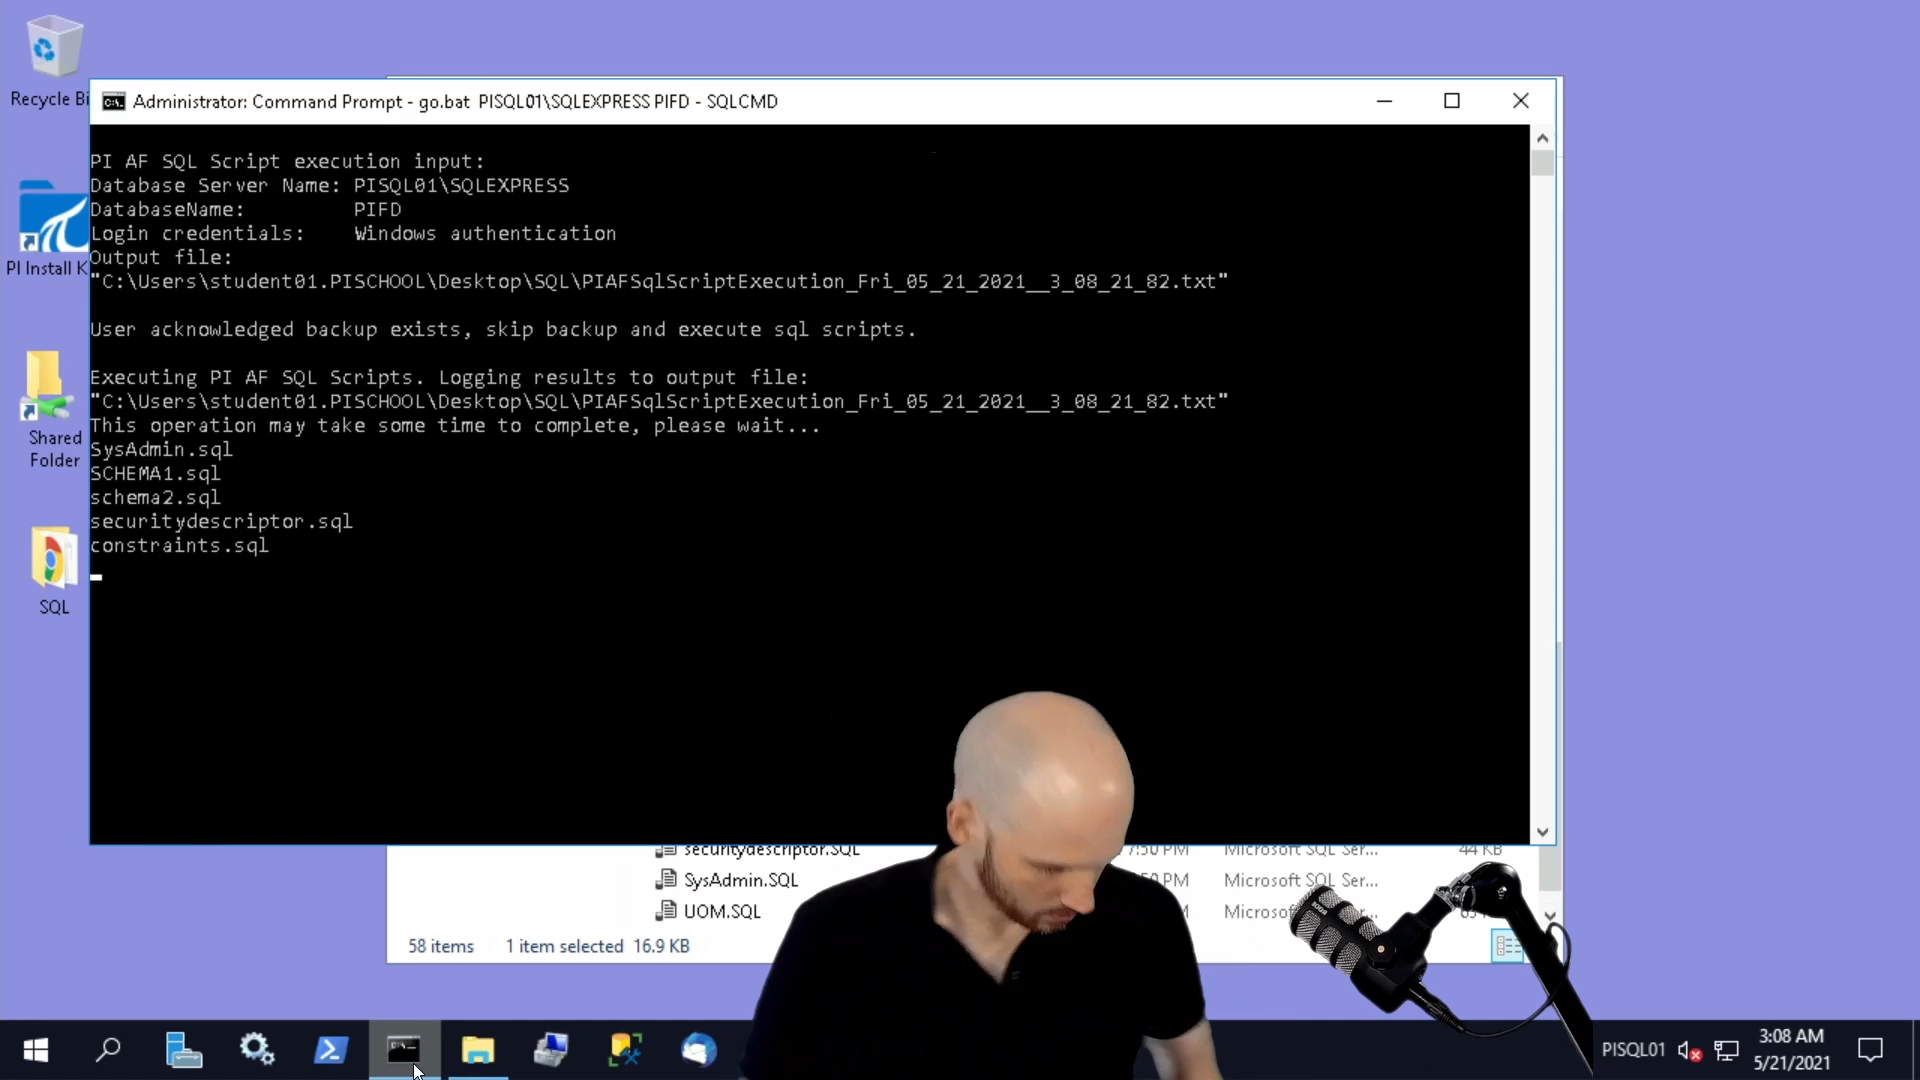 Recycle Bi
Administrator: Command Prompt - go.bat PISQL01\SQLEXPRESS PIFD - SQLCMD
PI AF SQL Script execution input:
Database Server Name: PISQL01\SQLEXPRESS
DatabaseName: PIFD
Login credentials: Windows authentication
Output file:
"C:\Users\student01.PISCHOOL\Desktop\SQL\PIAFSqlScriptExecution_Fri_05_21_2021__3_08_21_82.txt"
User acknowledged backup exists, skip backup and execute sql scripts.
Executing PI AF SQL Scripts. Logging results to output file:
"C:\Users\student01.PISCHOOL\Desktop\SQL\PIAFSqlScriptExecution_Fri_05_21_2021__3_08_21_82.txt"
This operation may take some time to complete, please wait...
SysAdmin.sql
SCHEMA1.sql
schema2.sql
securitydescriptor.sql
constraints.sql
PI Install K
Shared
Folder
SQL
securitydescriptor.SQL 7:50 PM Microsoft SQL Ser... 44 KB
SysAdmin.SQL PM Microsoft SQL Ser...
UOM.SQL
58 items 1 item selected 16.9 KB
PISQL01
3:08 AM
5/21/2021